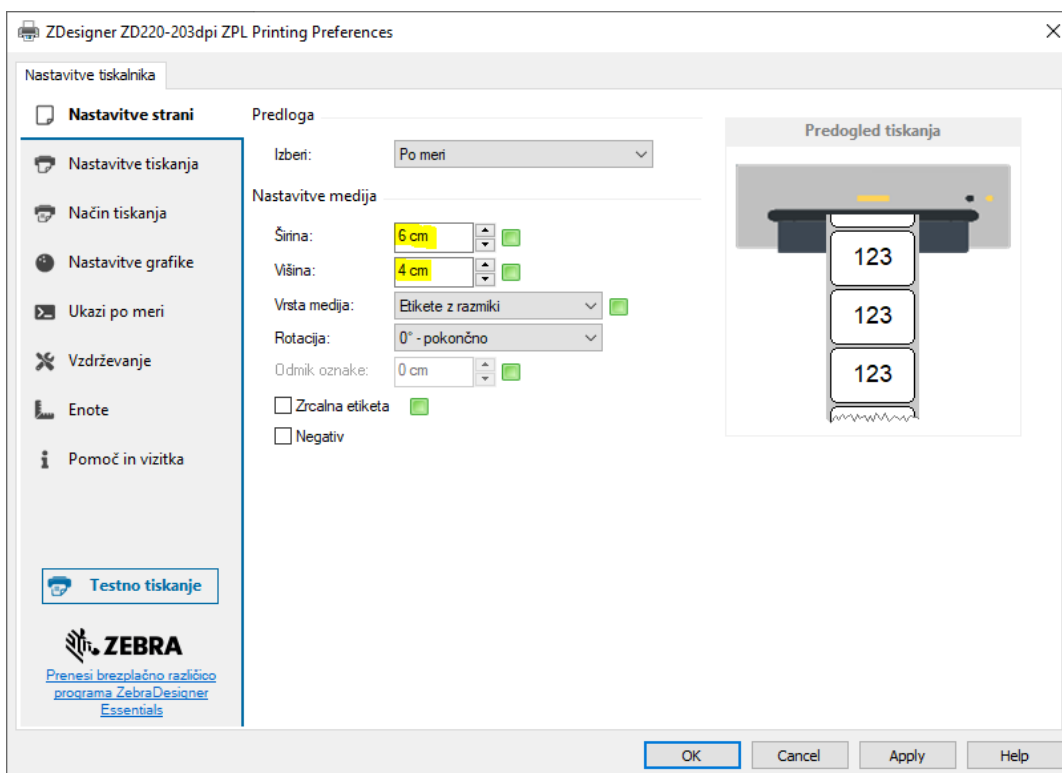 ZDesigner ZD220-203dpi ZPL Printing Preferences
Nastavitve tiskalnika
Nastavitve strani
Nastavitve tiskanja
Način tiskanja
Nastavitve grafike
Ukazi po meri
Vzdrževanje
Enote
Pomoč in vizitka
Testno tiskanje
ZEBRA
Prenesi brezplačno različico
programa ZebraDesigner
Essentials
Predloga
Izberi: Po meri
Nastavitve medija
Širina: 6 cm
Višina: 4 cm
Vrsta medija: Etikete z razmiki
Rotacija: 0° - pokončno
Odmik oznake: 0 cm
Zrcalna etiketa
Negativ
Predogled tiskanja
123
123
123
OK Cancel Apply Help